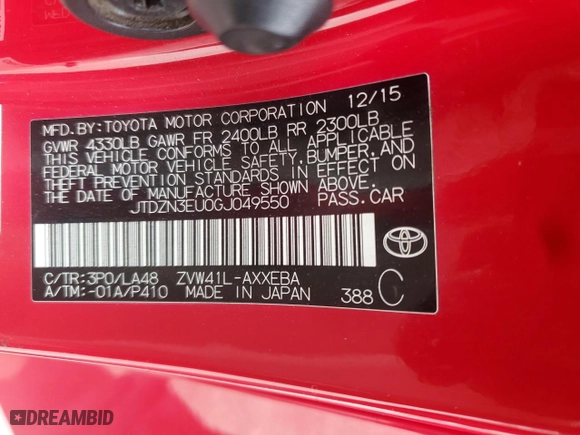 MFD. BY: TOYOTA MOTOR CORPORATION 12/15
GVWR 4330LB GAWR FR 2400LB RR 2300LB
THIS VEHICLE CONFORMS TO ALL APPLICABLE
FEDERAL MOTOR VEHICLE SAFETY, BUMPER, AND
THEFT PREVENTION STANDARDS IN EFFECT ON
THE DATE OF MANUFACTURE SHOWN ABOVE.
JTDZN3EU0GJ049550 PASS. CAR
TOYOTA
C/TR: 3P0/LA48 ZVW41L-AXXEBA
A/TM: -01A/P410 MADE IN JAPAN 388 C
DREAMBID